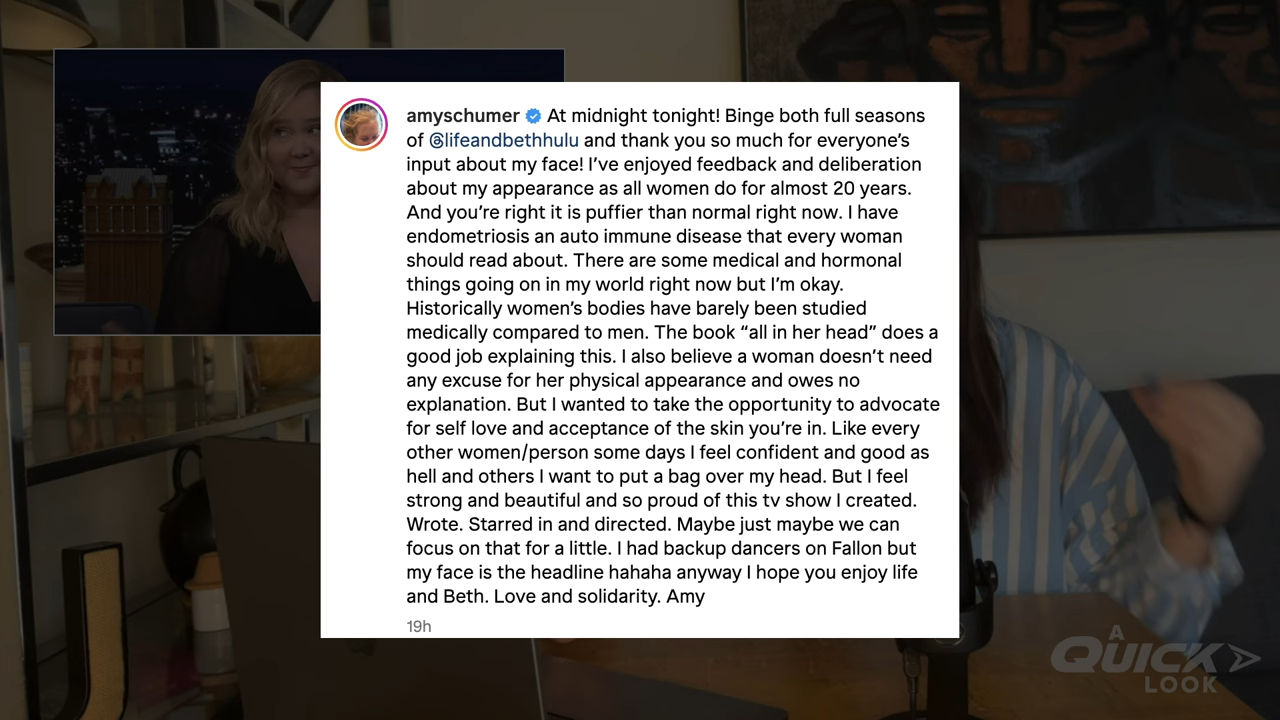 amyschumer At midnight tonight! Binge both full seasons
of @lifeandbethhulu and thank you so much for everyone’s
input about my face! I’ve enjoyed feedback and deliberation
about my appearance as all women do for almost 20 years.
And you’re right it is puffier than normal right now. I have
endometriosis an auto immune disease that every woman
should read about. There are some medical and hormonal
things going on in my world right now but I’m okay.
Historically women’s bodies have barely been studied
medically compared to men. The book “all in her head” does a
good job explaining this. I also believe a woman doesn’t need
any excuse for her physical appearance and owes no
explanation. But I wanted to take the opportunity to advocate
for self love and acceptance of the skin you’re in. Like every
other women/person some days I feel confident and good as
hell and others I want to put a bag over my head. But I feel
strong and beautiful and so proud of this tv show I created.
Wrote. Starred in and directed. Maybe just maybe we can
focus on that for a little. I had backup dancers on Fallon but
my face is the headline hahaha anyway I hope you enjoy life
and Beth. Love and solidarity. Amy
19h
A
QUICK
LOOK